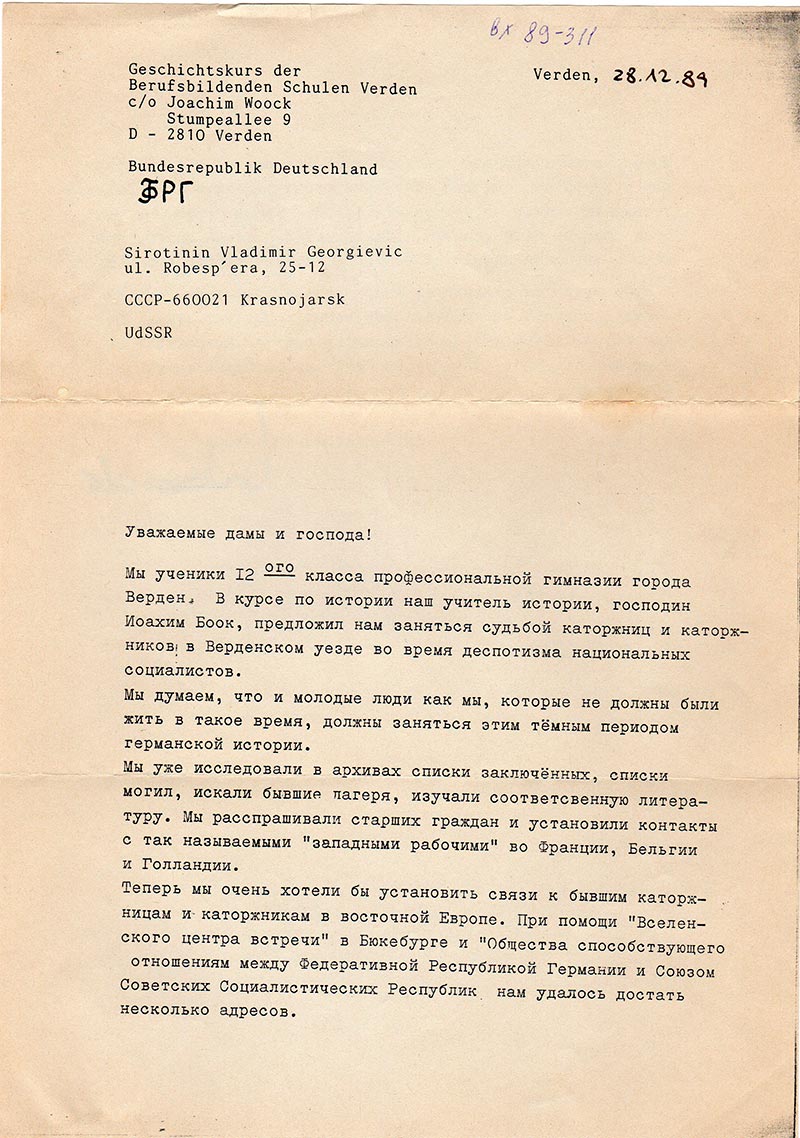 вх 89-311
Geschichtskurs der
Berufsbildenden Schulen Verden
c/o Joachim Woock
Stumpeallee 9
D - 2810 Verden
Verden, 28.12.89
Bundesrepublik Deutschland
ФРГ
Sirotinin Vladimir Georgievic
ul. Robesp'era, 25-12
CCCP-660021 Krasnojarsk
UdSSR
Уважаемые дамы и господа!
Мы ученики 12 ого класса профессиональной гимназии города
Верден. В курсе по истории наш учитель истории, господин
Иоахим Боок, предложил нам заняться судьбой каторжниц и каторж-
ников в Верденском уезде во время деспотизма национальных
социалистов.
Мы думаем, что и молодые люди как мы, которые не должны были
жить в такое время, должны заняться этим тёмным периодом
германской истории.
Мы уже исследовали в архивах списки заключённых, списки
могил, искали бывшие лагеря, изучали соответсвенную литера-
туру. Мы расспрашивали старших граждан и установили контакты
с так называемыми "западными рабочими" во Франции, Бельгии
и Голландии.
Теперь мы очень хотели бы установить связи к бывшим каторж-
ницам и каторжникам в восточной Европе. При помощи "Вселен-
ского центра встречи" в Бюкебурге и "Общества способствующего
отношениям между Федеративной Республикой Германии и Союзом
Советских Социалистических Республик нам удалось достать
несколько адресов.